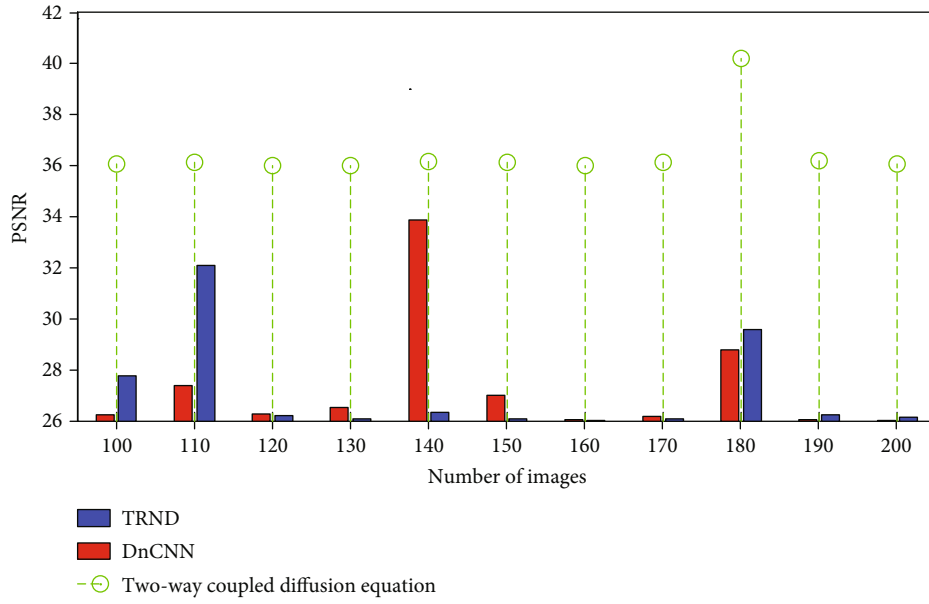 42
40
38
36
34
32
30
28
26
PSNR
100 110 120 130 140 150 160 170 180 190 200
Number of images
TRND
DnCNN
Two-way coupled diffusion equation